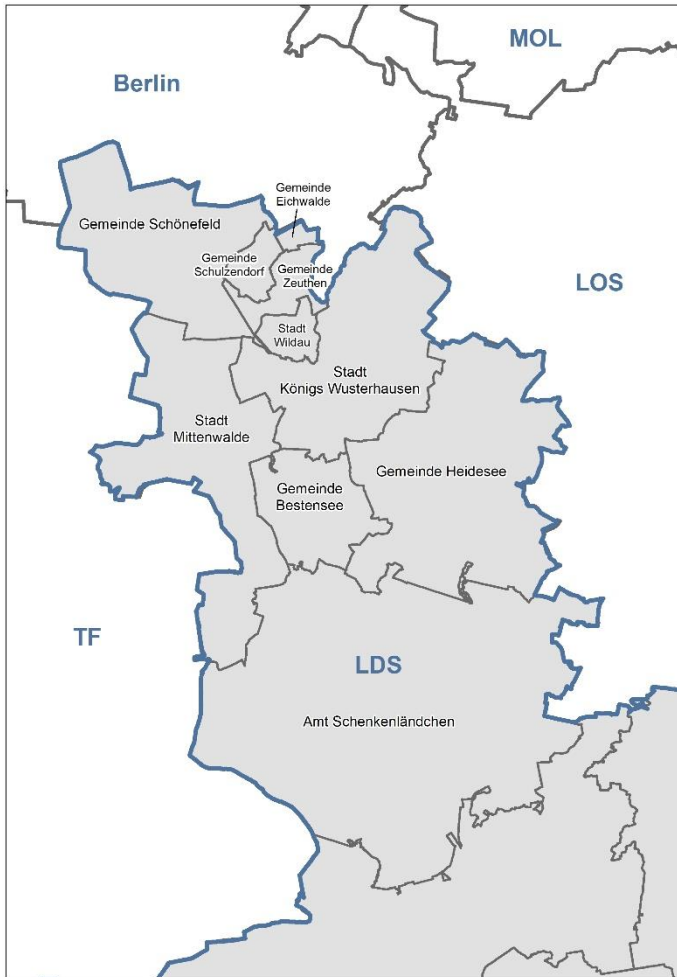 MOL
Berlin
Gemeinde
Eichwalde
Gemeinde Schönefeld
Gemeinde
Schulzendorf
Gemeinde
Zeuthen
LOS
Stadt
Wildau
Stadt
Königs Wusterhausen
Stadt
Mittenwalde
Gemeinde Heidesee
Gemeinde
Bestensee
TF
LDS
Amt Schenkenländchen